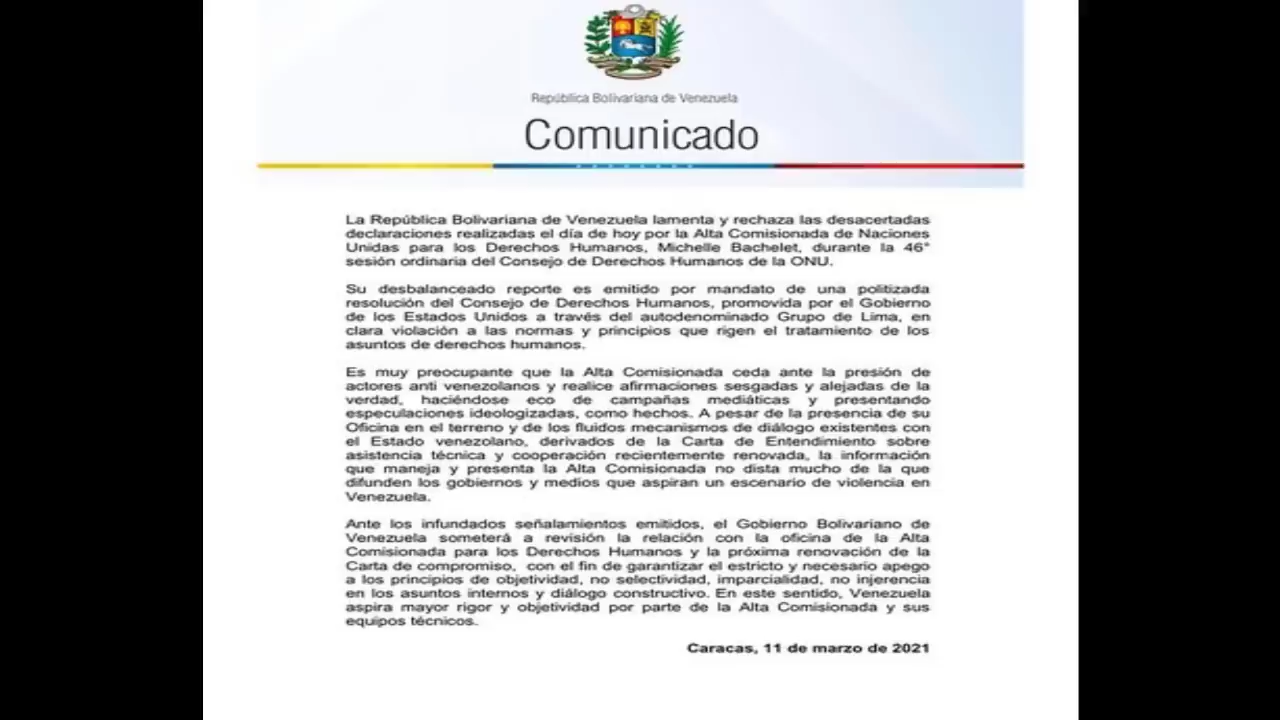 República Bolivariana de Venezuela
Comunicado
La República Bolivariana de Venezuela lamenta y rechaza las desacertadas
declaraciones realizadas el día de hoy por la Alta Comisionada de Naciones
Unidas para los Derechos Humanos, Michelle Bachelet, durante la 46°
sesión ordinaria del Consejo de Derechos Humanos de la ONU.
Su desbalanceado reporte es emitido por mandato de una politizada
resolución del Consejo de Derechos Humanos, promovida por el Gobierno
de los Estados Unidos a través del autodenominado Grupo de Lima, en
clara violación a las normas y principios que rigen el tratamiento de los
asuntos de derechos humanos.
Es muy preocupante que la Alta Comisionada ceda ante la presión de
actores anti venezolanos y realice afirmaciones sesgadas y alejadas de la
verdad, haciéndose eco de campañas mediáticas y presentando
especulaciones ideologizadas, como hechos. A pesar de la presencia de su
Oficina en el terreno y de los fluidos mecanismos de diálogo existentes con
el Estado venezolano, derivados de la Carta de Entendimiento sobre
asistencia técnica y cooperación recientemente renovada, la información
que maneja y presenta la Alta Comisionada no dista mucho de la que
difunden los gobiernos y medios que aspiran un escenario de violencia en
Venezuela.
Ante los infundados señalamientos emitidos, el Gobierno Bolivariano de
Venezuela someterá a revisión la relación con la oficina de la Alta
Comisionada para los Derechos Humanos y la próxima renovación de la
Carta de compromiso, con el fin de garantizar el estricto y necesario apego
a los principios de objetividad, no selectividad, imparcialidad, no injerencia
en los asuntos internos y diálogo constructivo. En este sentido, Venezuela
aspira mayor rigor y objetividad por parte de la Alta Comisionada y sus
equipos técnicos.
Caracas, 11 de marzo de 2021